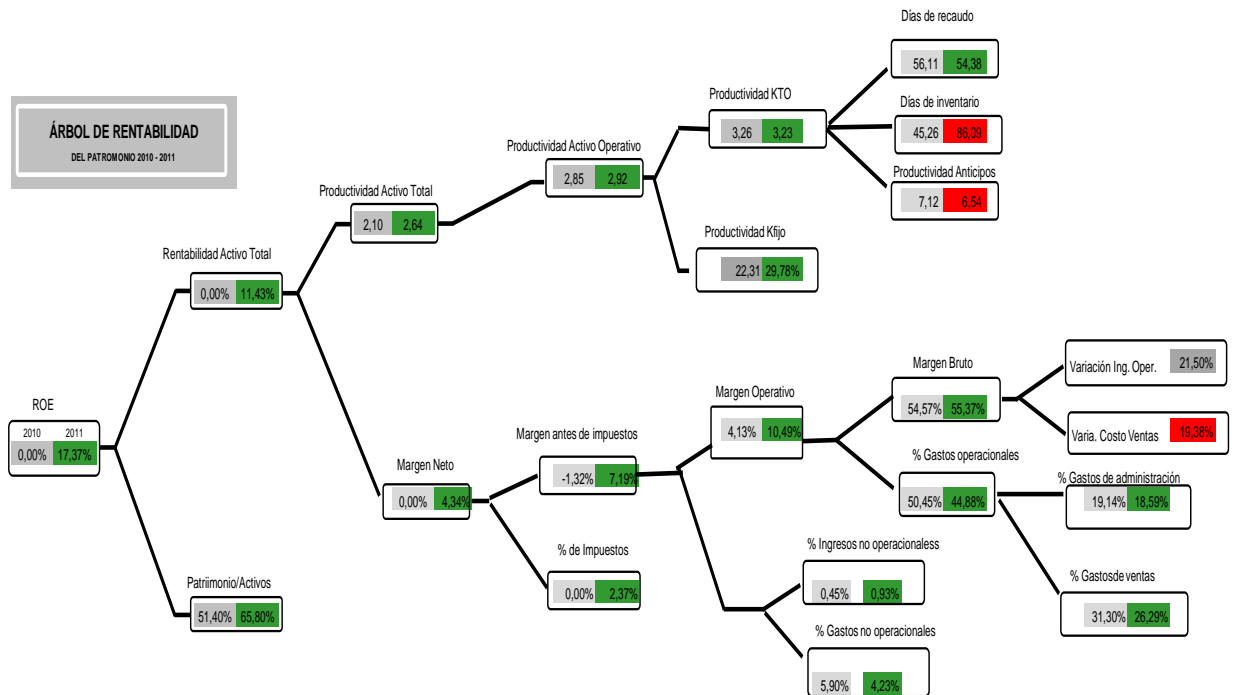 Días de recaudo
56,11 54,38
ÁRBOL DE RENTABILIDAD
DEL PATROMONIO 2010 - 2011
Productividad KTO
3,26 3,23
Días de inventario
45,26 86,09
Productividad Activo Operativo
2,85 2,92
Productividad Anticipos
7,12 6,54
Productividad Activo Total
2,10 2,64
Productividad Kfijo
22,31 29,78%
Rentabilidad Activo Total
0,00% 11,43%
ROE
2010 2011
0,00% 17,37%
Margen Bruto
54,57% 55,37%
Variación Ing. Oper. 21,50%
Varia. Costo Ventas 19,38%
Margen Operativo
4,13% 10,49%
Margen antes de impuestos
-1,32% 7,19%
Margen Neto
0,00% 4,34%
% Gastos operacionales
50,45% 44,88%
% Gastos de administración
19,14% 18,59%
% de Impuestos
0,00% 2,37%
% Ingresos no operacionaless
0,45% 0,93%
% Gastosde ventas
31,30% 26,29%
Patriimonio/Activos
51,40% 65,80%
% Gastos no operacionales
5,90% 4,23%